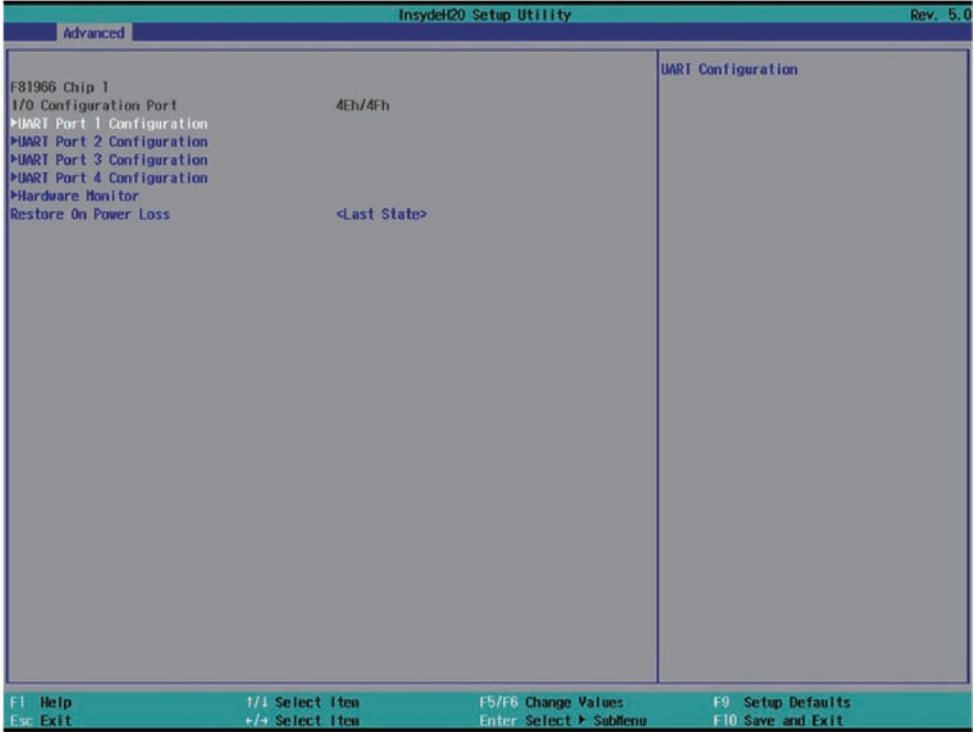 InsydeH20 Setup Utility Rev. 5.0
Advanced
F81966 Chip 1
I/O Configuration Port 4Eh/4Fh
►UART Port 1 Configuration
►UART Port 2 Configuration
►UART Port 3 Configuration
►UART Port 4 Configuration
►Hardware Monitor
Restore On Power Loss <Last State>
UART Configuration
F1 Help ↑/↓ Select Item F5/F6 Change Values F9 Setup Defaults
Esc Exit ←/→ Select Item Enter Select ► SubMenu F10 Save and Exit